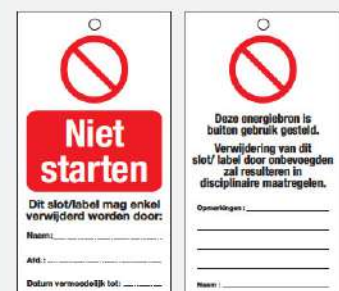 Niet
starten
Dit slot/label mag enkel
verwijderd worden door:
Naam:
Afd.:
Datum vermoedelijk tot:
Deze energiebron is
buiten gebruik gesteld.
Verwijdering van dit
slot/ label door onbevoegden
zal resulteren in
disciplinaire maatregelen.
Opmerkingen:
Naam: